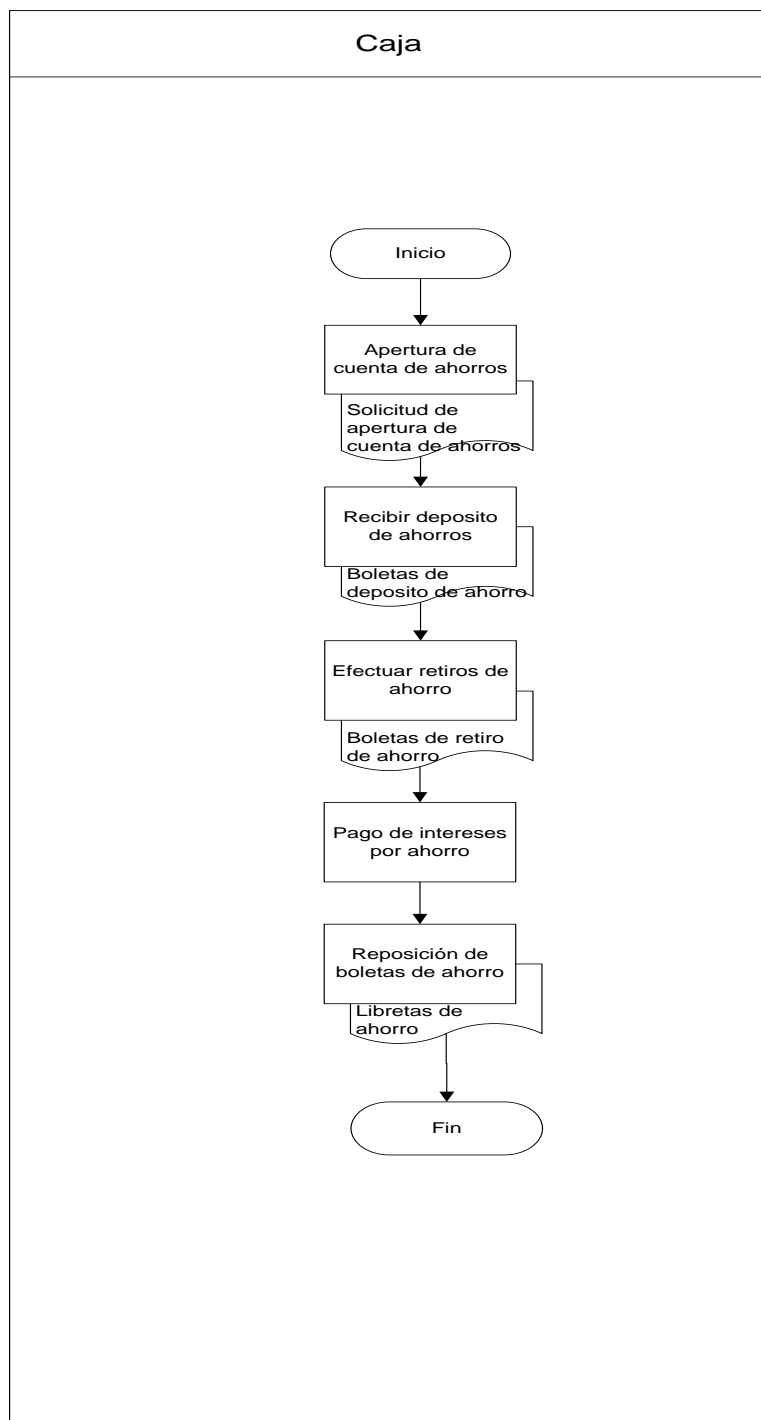 Caja
Inicio
Apertura de
cuenta de ahorros
Solicitud de
apertura de
cuenta de ahorros
Recibir deposito
de ahorros
Boletas de
deposito de ahorro
Efectuar retiros de
ahorro
Boletas de retiro
de ahorro
Pago de intereses
por ahorro
Reposición de
boletas de ahorro
Libretas de
ahorro
Fin